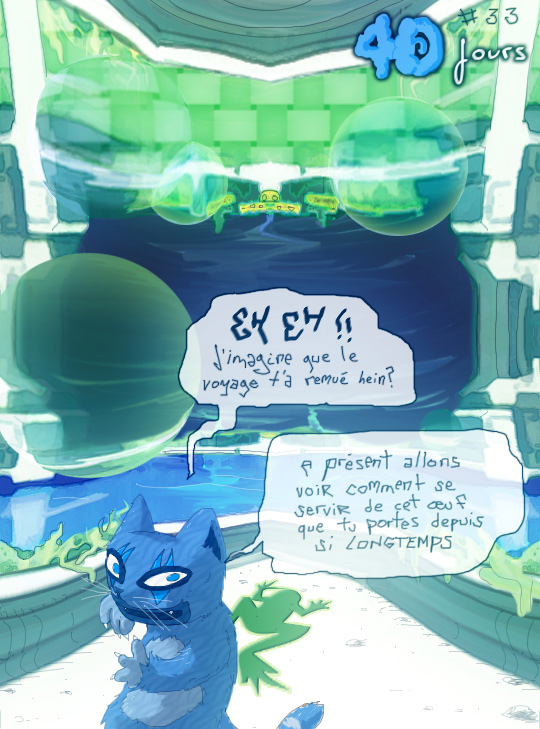 #33
40 Jours
EH EH !!
J'imagine que le
voyage t'a remué hein?
A présent allons
voir comment se
servir de cet œuf
que tu portes depuis
si LONGTEMPS